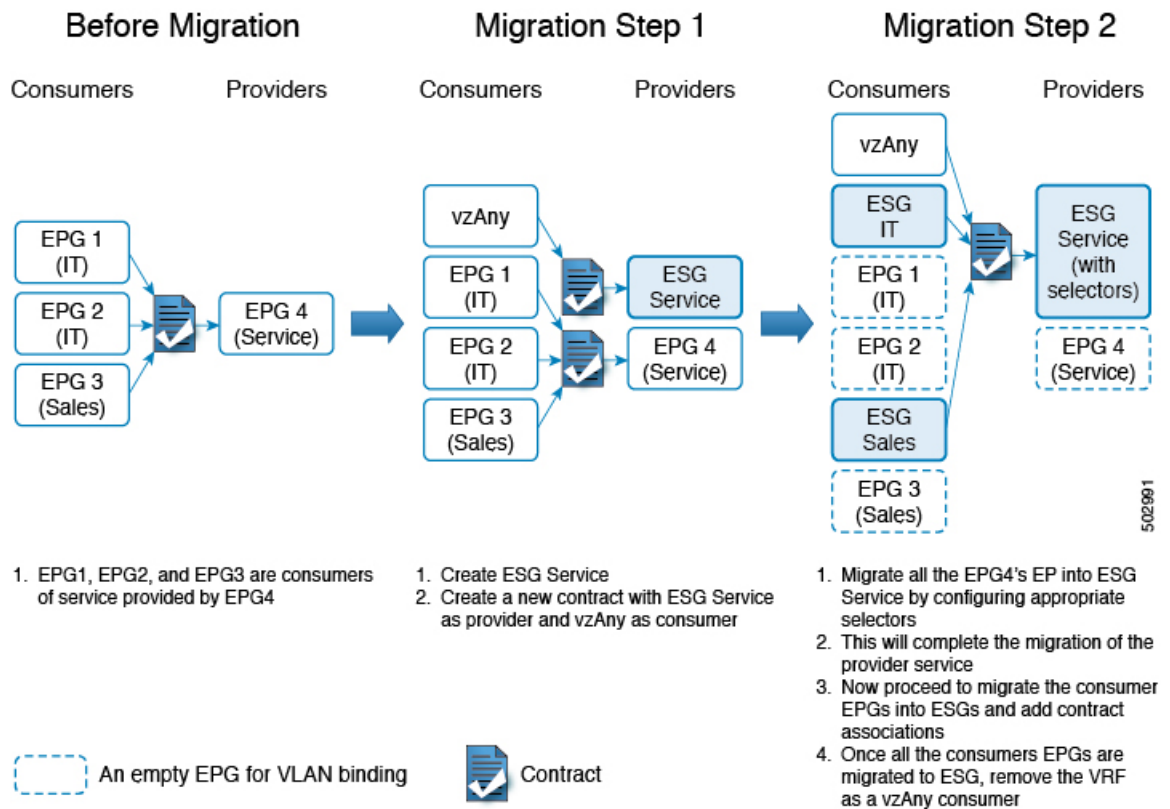 Before Migration
Consumers
Providers
EPG 1
(IT)
EPG 2
(IT)
EPG 3
(Sales)
EPG 4
(Service)
1. EPG1, EPG2, and EPG3 are consumers
of service provided by EPG4
Migration Step 1
Consumers
Providers
vzAny
EPG 1
(IT)
EPG 2
(IT)
EPG 3
(Sales)
ESG
Service
EPG 4
(Service)
1. Create ESG Service
2. Create a new contract with ESG Service
as provider and vzAny as consumer
Migration Step 2
Consumers
Providers
vzAny
ESG
IT
EPG 1
(IT)
EPG 2
(IT)
ESG
Sales
EPG 3
(Sales)
ESG
Service
(with
selectors)
EPG 4
(Service)
502991
1. Migrate all the EPG4's EP into ESG
Service by configuring appropriate
selectors
2. This will complete the migration of the
provider service
3. Now proceed to migrate the consumer
EPGs into ESGs and add contract
associations
4. Once all the consumers EPGs are
migrated to ESG, remove the VRF
as a vzAny consumer
An empty EPG for VLAN binding
Contract